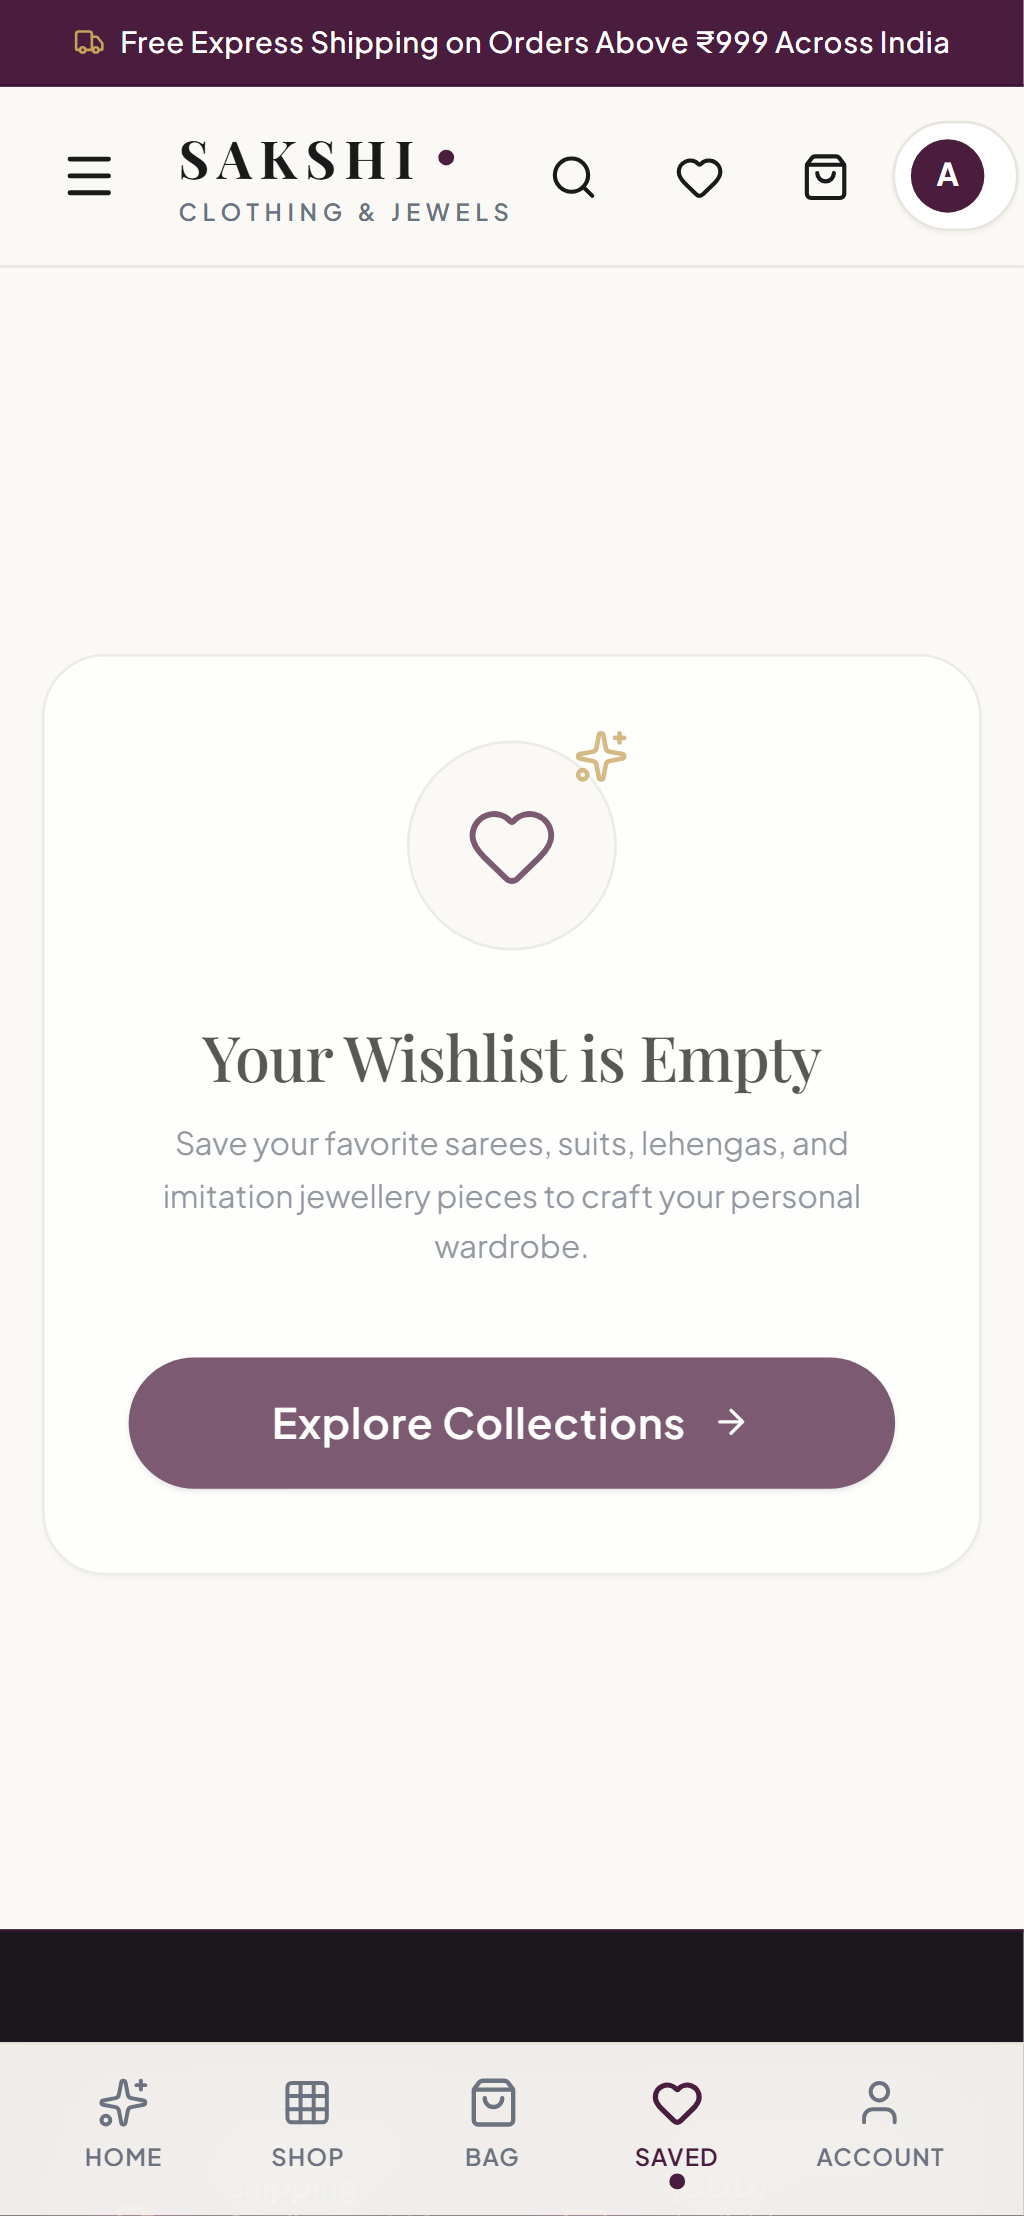 Free Express Shipping on Orders Above ₹999 Across India
SAKSHI
CLOTHING & JEWELS
A
Your Wishlist is Empty
Save your favorite sarees, suits, lehengas, and
imitation jewellery pieces to craft your personal
wardrobe.
Explore Collections
HOME
SHOP
BAG
SAVED
ACCOUNT
Shipping